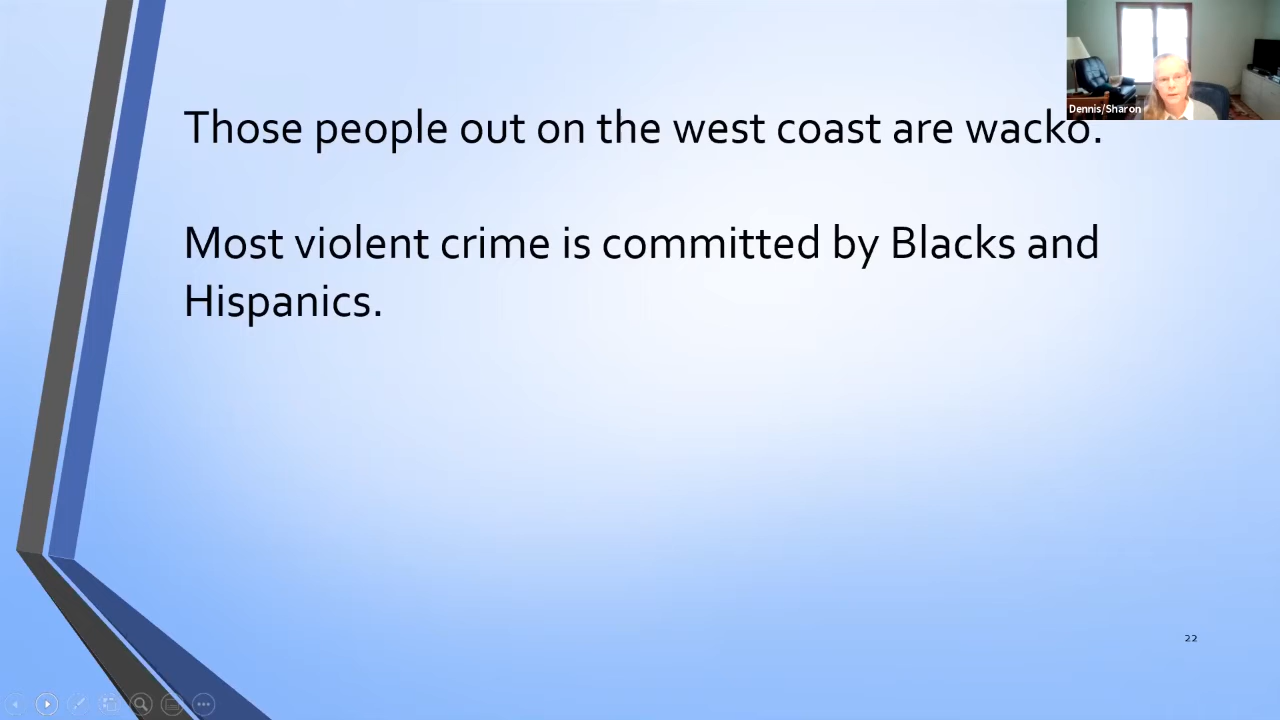 Dennis/Sharon
Those people out on the west coast are wacko.
Most violent crime is committed by Blacks and
Hispanics.
22